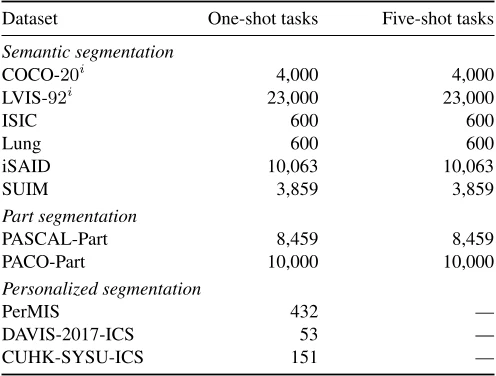 Dataset One-shot tasks Five-shot tasks
Semantic segmentation
COCO-20^i 4,000 4,000
LVIS-92^i 23,000 23,000
ISIC 600 600
Lung 600 600
iSAID 10,063 10,063
SUIM 3,859 3,859
Part segmentation
PASCAL-Part 8,459 8,459
PACO-Part 10,000 10,000
Personalized segmentation
PerMIS 432 —
DAVIS-2017-ICS 53 —
CUHK-SYSU-ICS 151 —